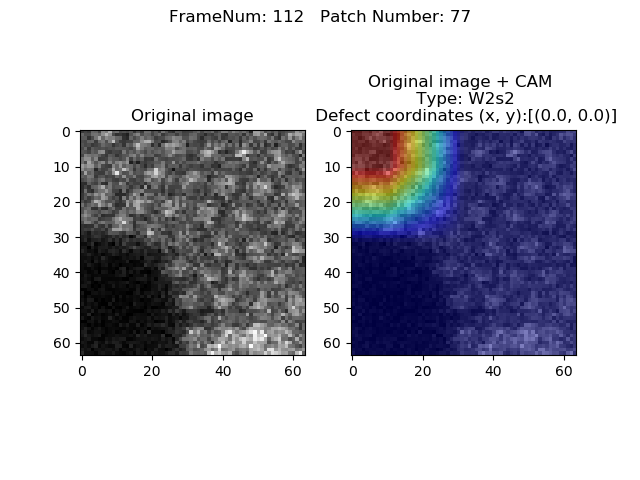 FrameNum: 112   Patch Number: 77
Original image
0
10
20
30
40
50
60
0 20 40 60
Original image + CAM
Type: W2s2
Defect coordinates (x, y):[(0.0, 0.0)]
0
10
20
30
40
50
60
0 20 40 60